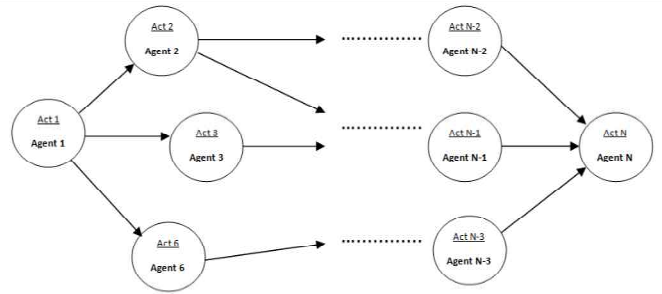 Act 2
Agent 2
Act N-2
Agent N-2
Act 1
Agent 1
Act 3
Agent 3
Act N-1
Agent N-1
Act N
Agent N
Act 6
Agent 6
Act N-3
Agent N-3